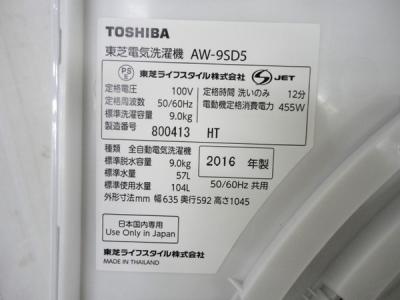 TOSHIBA
東芝電気洗濯機 AW-9SD5
PS E 東芝ライフスタイル株式会社 S JET
定格電圧 100V 定格時間 洗いのみ 12分
定格周波数 50/60Hz 電動機定格消費電力 455W
標準洗濯容量 9.0kg
製造番号 800413 HT
種類 全自動電気洗濯機
標準脱水容量 9.0kg 2016 年製
標準水量 57L
標準使用水量 104L 50/60Hz 共用
外形寸法mm 幅635 奥行592 高さ1045
日本国内専用
Use Only in Japan
東芝ライフスタイル株式会社
MADE IN THAILAND